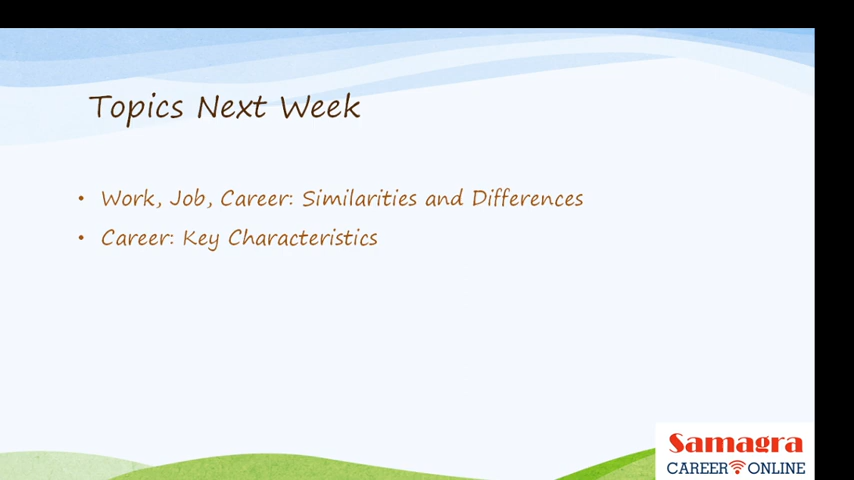 Topics Next Week
• Work, Job, Career: Similarities and Differences
• Career: Key Characteristics
Samagra
CAREER ONLINE